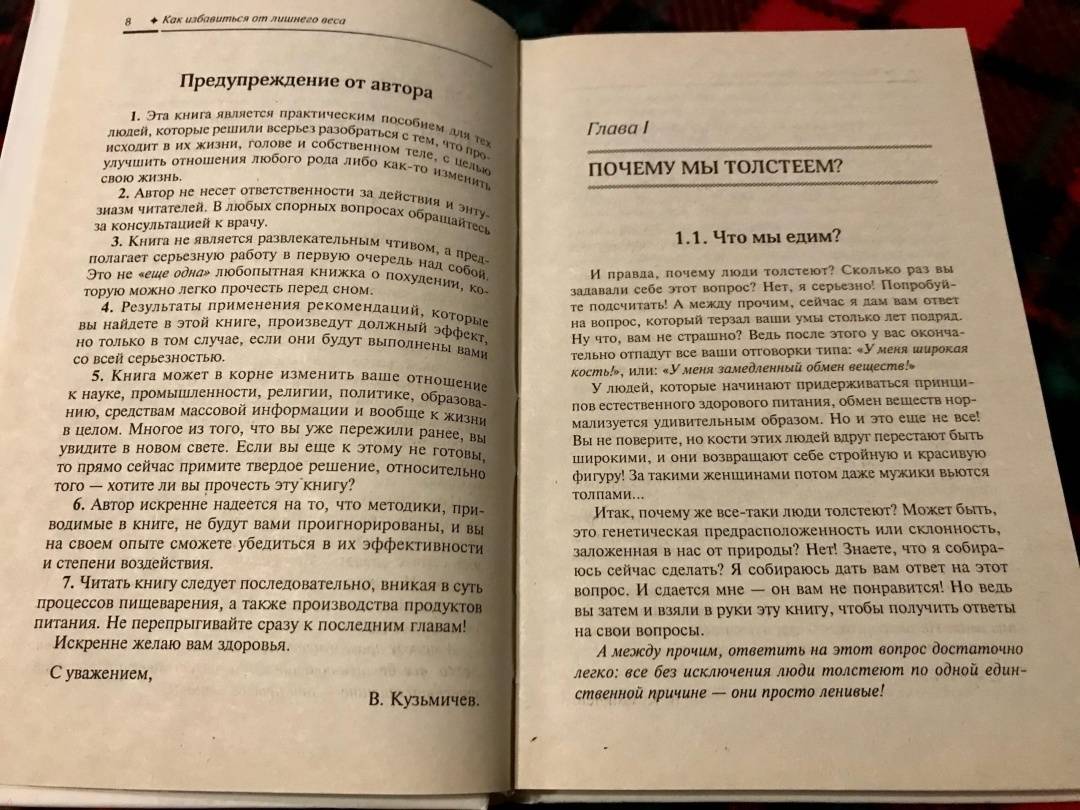 8 ✦ Как избавиться от лишнего веса
Предупреждение от автора
1. Эта книга является практическим пособием для тех
людей, которые решили всерьез разобраться с тем, что про-
исходит в их жизни, голове и собственном теле, с целью
улучшить отношения любого рода либо как-то изменить
свою жизнь.
2. Автор не несет ответственности за действия и энту-
зиазм читателей. В любых спорных вопросах обращайтесь
за консультацией к врачу.
3. Книга не является развлекательным чтивом, а пред-
полагает серьезную работу в первую очередь над собой.
Это не «еще одна» любопытная книжка о похудении, ко-
торую можно легко прочесть перед сном.
4. Результаты применения рекомендаций, которые
вы найдете в этой книге, произведут должный эффект,
но только в том случае, если они будут выполнены вами
со всей серьезностью.
5. Книга может в корне изменить ваше отношение
к науке, промышленности, религии, политике, образова-
нию, средствам массовой информации и вообще к жизни
в целом. Многое из того, что вы уже пережили ранее, вы
увидите в новом свете. Если вы еще к этому не готовы,
то прямо сейчас примите твердое решение, относительно
того — хотите ли вы прочесть эту книгу?
6. Автор искренне надеется на то, что методики, при-
водимые в книге, не будут вами проигнорированы, и вы
на своем опыте сможете убедиться в их эффективности
и степени воздействия.
7. Читать книгу следует последовательно, вникая в суть
процессов пищеварения, а также производства продуктов
питания. Не перепрыгивайте сразу к последним главам!
Искренне желаю вам здоровья.
С уважением,
В. Кузьмичев.
Глава I
ПОЧЕМУ МЫ ТОЛСТЕЕМ?
1.1. Что мы едим?
И правда, почему люди толстеют? Сколько раз вы
задавали себе этот вопрос? Нет, я серьезно! Попробуй-
те подсчитать! А между прочим, сейчас я дам вам ответ
на вопрос, который терзал ваши умы столько лет подряд.
Ну что, вам не страшно? Ведь после этого у вас оконча-
тельно отпадут все ваши отговорки типа: «У меня широкая
кость!», или: «У меня замедленный обмен веществ!»
У людей, которые начинают придерживаться принци-
пов естественного здорового питания, обмен веществ нор-
мализуется удивительным образом. Но и это еще не все!
Вы не поверите, но кости этих людей вдруг перестают быть
широкими, и они возвращают себе стройную и красивую
фигуру! За такими женщинами потом даже мужики вьются
толпами...
Итак, почему же все-таки люди толстеют? Может быть,
это генетическая предрасположенность или склонность,
заложенная в нас от природы? Нет! Знаете, что я собира-
юсь сейчас сделать? Я собираюсь дать вам ответ на этот
вопрос. И сдается мне — он вам не понравится! Но ведь
вы затем и взяли в руки эту книгу, чтобы получить ответы
на свои вопросы.
А между прочим, ответить на этот вопрос достаточно
легко: все без исключения люди толстеют по одной един-
ственной причине — они просто ленивые!